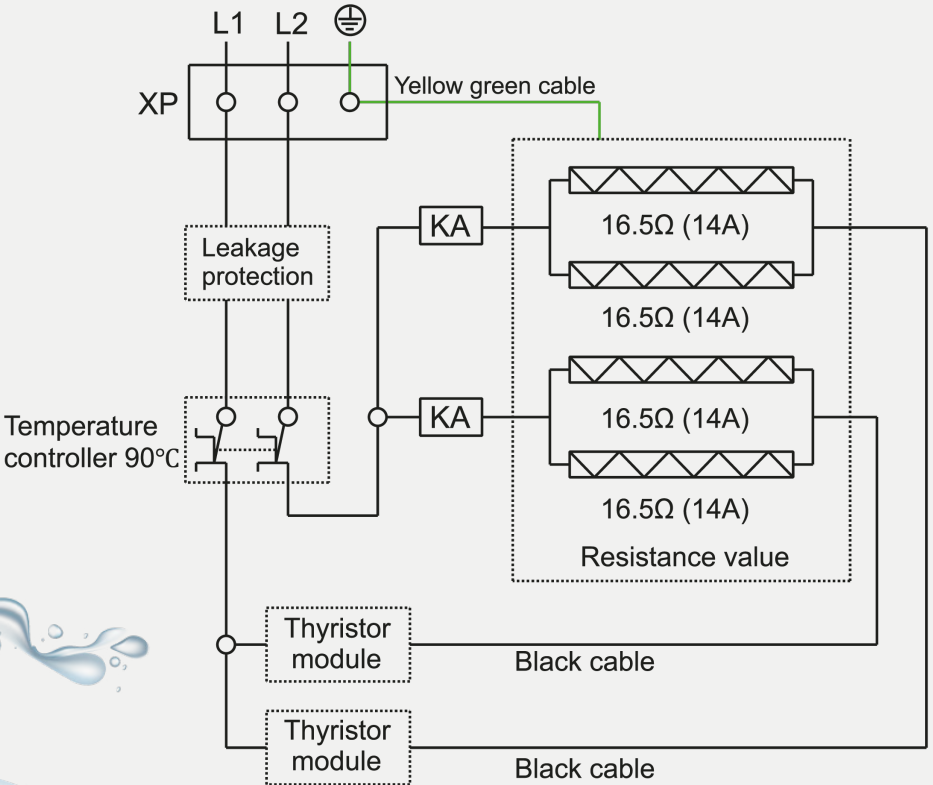 L1 L2
XP
Yellow green cable
Leakage
protection
KA
16.5Ω (14A)
16.5Ω (14A)
Temperature
controller 90℃
KA
16.5Ω (14A)
16.5Ω (14A)
Resistance value
Thyristor
module
Black cable
Thyristor
module
Black cable